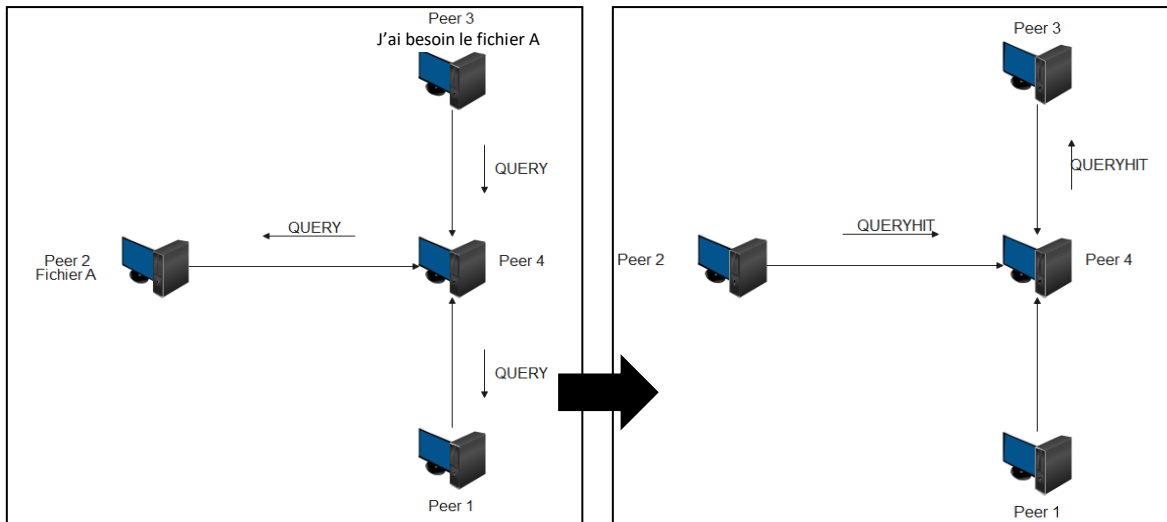 Peer 3
J'ai besoin le fichier A
QUERY
QUERY
Peer 2
Fichier A
Peer 4
QUERY
Peer 1
Peer 3
QUERYHIT
QUERYHIT
Peer 2
Peer 4
Peer 1